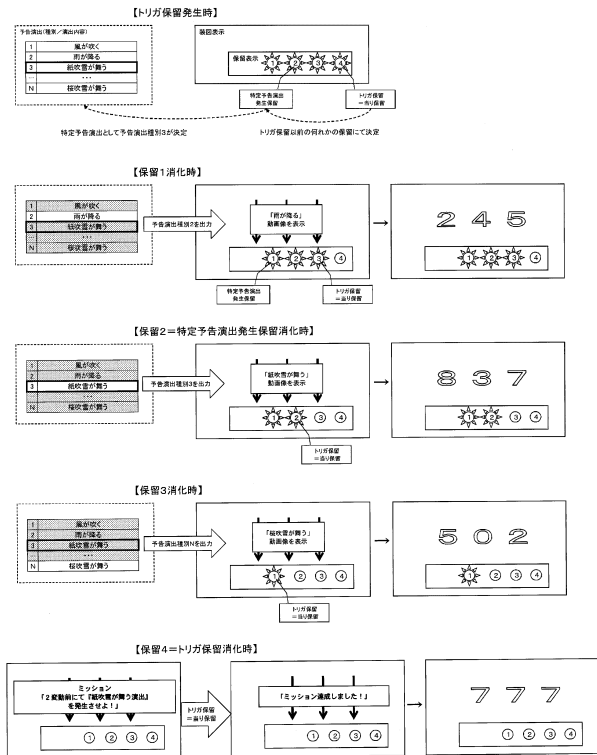 【トリガ保留発生時】
予告演出(種別／演出内容)
1 風が吹く
2 雨が降る
3 紙吹雪が舞う
… ・・・
N 桜吹雪が舞う
装図表示
保留表示 ① ② ③ ④
特定予告演出
発生保留
トリガ保留
＝当り保留
特定予告演出として予告演出種別3が決定
トリガ保留以前の何れかの保留にて決定
【保留1消化時】
1 風が吹く
2 雨が降る
3 紙吹雪が舞う
… ・・・
N 桜吹雪が舞う
予告演出種別2を出力
「雨が降る」
動画像を表示
① ② ③ ④
特定予告演出
発生保留
トリガ保留
＝当り保留
2 4 5
① ② ③ ④
【保留2＝特定予告演出発生保留消化時】
1 風が吹く
2 雨が降る
3 紙吹雪が舞う
… ・・・
N 桜吹雪が舞う
予告演出種別3を出力
「紙吹雪が舞う」
動画像を表示
① ② ③ ④
トリガ保留
＝当り保留
8 3 7
① ② ③ ④
【保留3消化時】
1 風が吹く
2 雨が降る
3 紙吹雪が舞う
… ・・・
N 桜吹雪が舞う
予告演出種別Nを出力
「桜吹雪が舞う」
動画像を表示
① ② ③ ④
トリガ保留
＝当り保留
5 0 2
① ② ③ ④
【保留4＝トリガ保留消化時】
ミッション
「2変動前にて『紙吹雪が舞う演出』
を発生させよ！」
① ② ③ ④
トリガ保留
＝当り保留
「ミッション達成しました！」
① ② ③ ④
7 7 7
① ② ③ ④